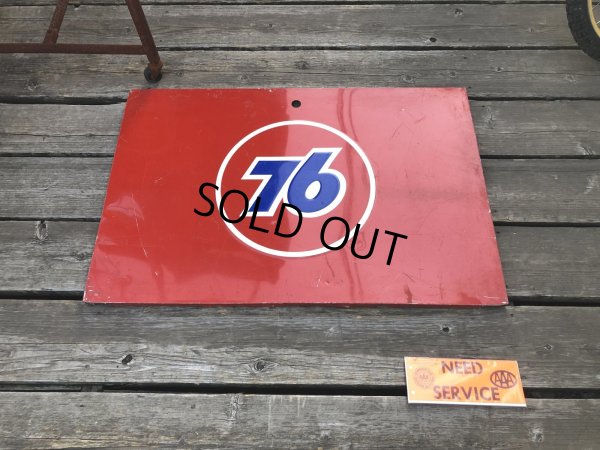 76
SOLD OUT
NEED
SERVICE
AAA